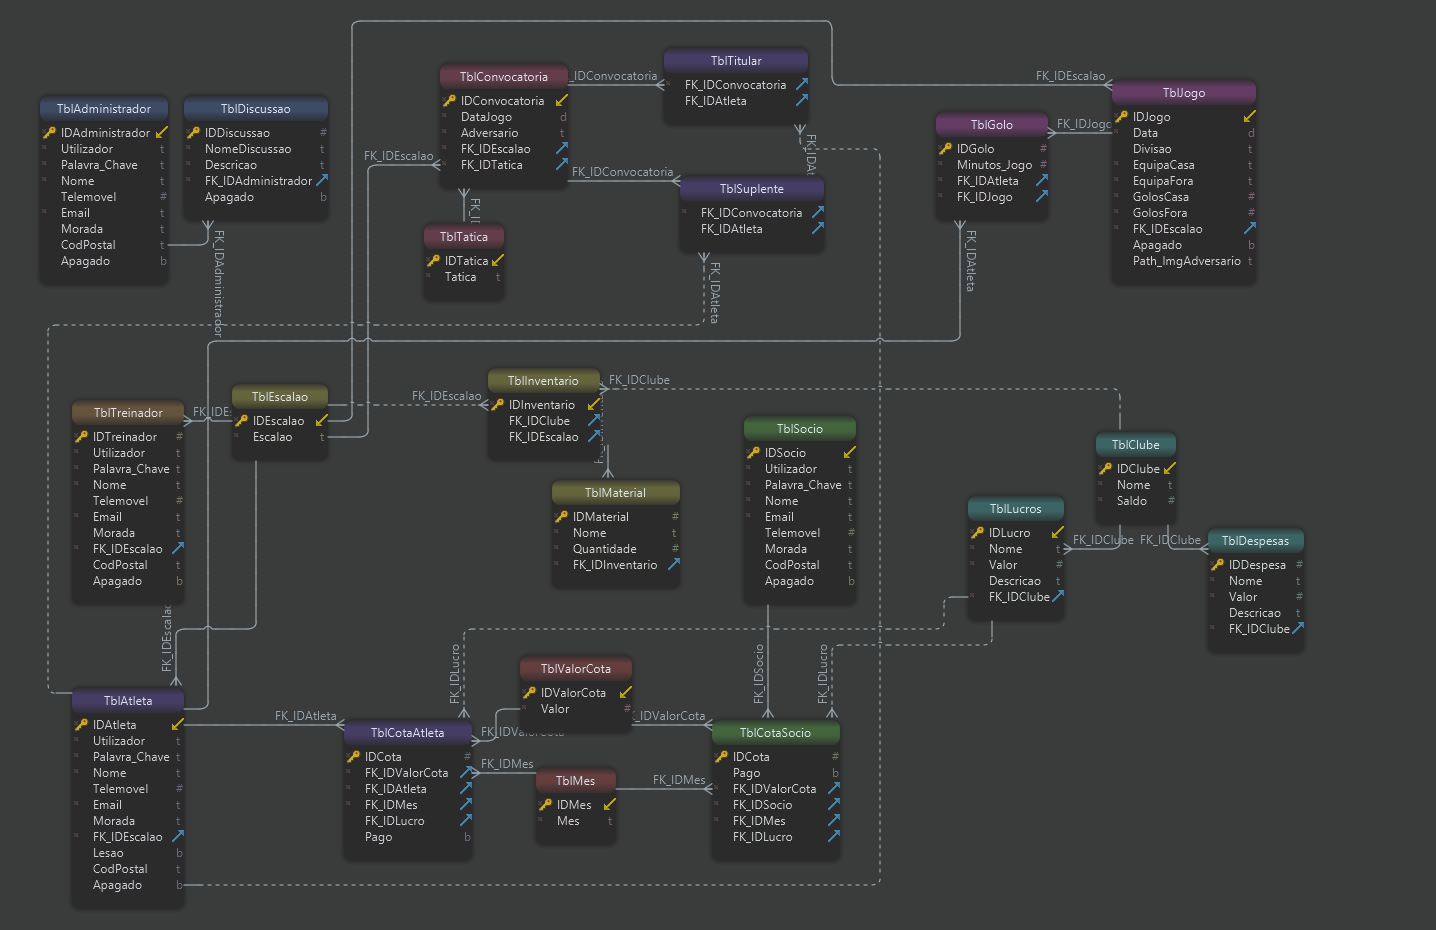 TblAdministrador
IDAdministrador
Utilizador t
Palavra_Chave t
Nome t
Telemovel #
Email t
Morada t
CodPostal t
Apagado b
TblDiscussao
IDDiscussao #
NomeDiscussao t
Descricao t
FK_IDAdministrador
Apagado b
FK_IDAdministrador
TblConvocatoria
IDConvocatoria
DataJogo d
Adversario t
FK_IDEscalao
FK_IDTatica
FK_IDEscalao
_IDConvocatoria
FK_IDConvocatoria
FK_I
TblTatica
IDTatica
Tatica t
TblTitular
FK_IDConvocatoria
FK_IDAtleta
FK_IDAt
TblSuplente
FK_IDConvocatoria
FK_IDAtleta
FK_IDAtleta
TblGolo
IDGolo #
Minutos_Jogo #
FK_IDAtleta
FK_IDJogo
FK_IDAtleta
FK_IDJogo
FK_IDEscalao
TblJogo
IDJogo
Data d
Divisao t
EquipaCasa t
EquipaFora t
GolosCasa #
GolosFora #
FK_IDEscalao
Apagado b
Path_ImgAdversario t
TblTreinador
IDTreinador #
Utilizador t
Palavra_Chave t
Nome t
Telemovel #
Email t
Morada t
FK_IDEscalao
CodPostal t
Apagado b
FK_IDEs
TblEscalao
IDEscalao
Escalao t
FK_IDEscalao
FK_IDEscalao
TblInventario
IDInventario
FK_IDClube
FK_IDEscalao
FK_IDClube
TblMaterial
IDMaterial #
Nome t
Quantidade #
FK_IDInventario
TblSocio
IDSocio
Utilizador t
Palavra_Chave t
Nome t
Email t
Telemovel #
Morada t
CodPostal t
Apagado b
FK_IDSocio
TblClube
IDClube
Nome t
Saldo #
FK_IDClube
FK_IDClube
TblLucros
IDLucro
Nome t
Valor #
Descricao t
FK_IDClube
TblDespesas
IDDespesa #
Nome t
Valor #
Descricao t
FK_IDClube
FK_IDLucro
FK_IDLucro
TblAtleta
IDAtleta
Utilizador t
Palavra_Chave t
Nome t
Telemovel #
Email t
Morada t
FK_IDEscalao
Lesao b
CodPostal t
Apagado b
FK_IDAtleta
TblCotaAtleta
IDCota #
FK_IDValorCota
FK_IDAtleta
FK_IDMes
FK_IDLucro
Pago b
TblValorCota
IDValorCota
Valor #
FK_IDValorCota
_IDValorCota
FK_IDMes
TblMes
IDMes
Mes t
FK_IDMes
TblCotaSocio
IDCota #
Pago b
FK_IDValorCota
FK_IDSocio
FK_IDMes
FK_IDLucro